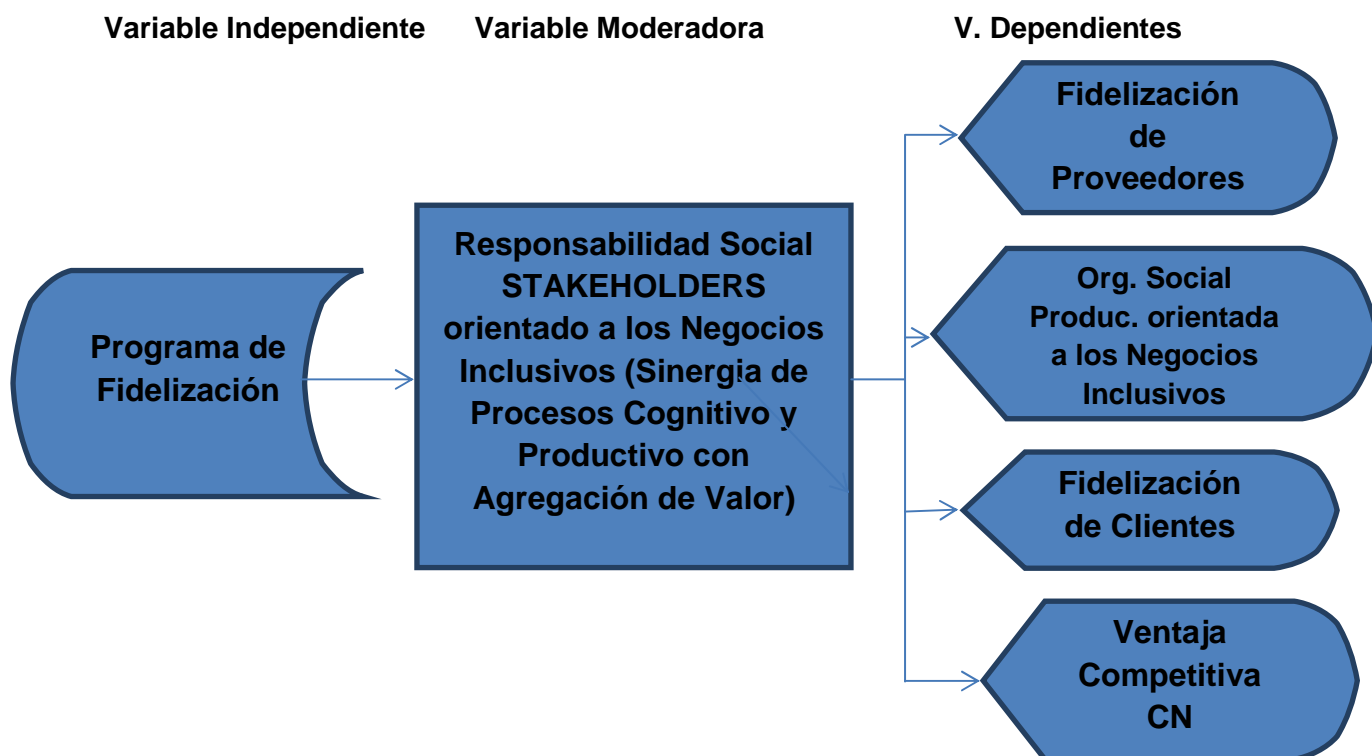 Variable Independiente Variable Moderadora V. Dependientes
Programa de
Fidelización
Responsabilidad Social
STAKEHOLDERS
orientado a los Negocios
Inclusivos (Sinergia de
Procesos Cognitivo y
Productivo con
Agregación de Valor)
Fidelización
de
Proveedores
Org. Social
Produc. orientada
a los Negocios
Inclusivos
Fidelización
de Clientes
Ventaja
Competitiva
CN